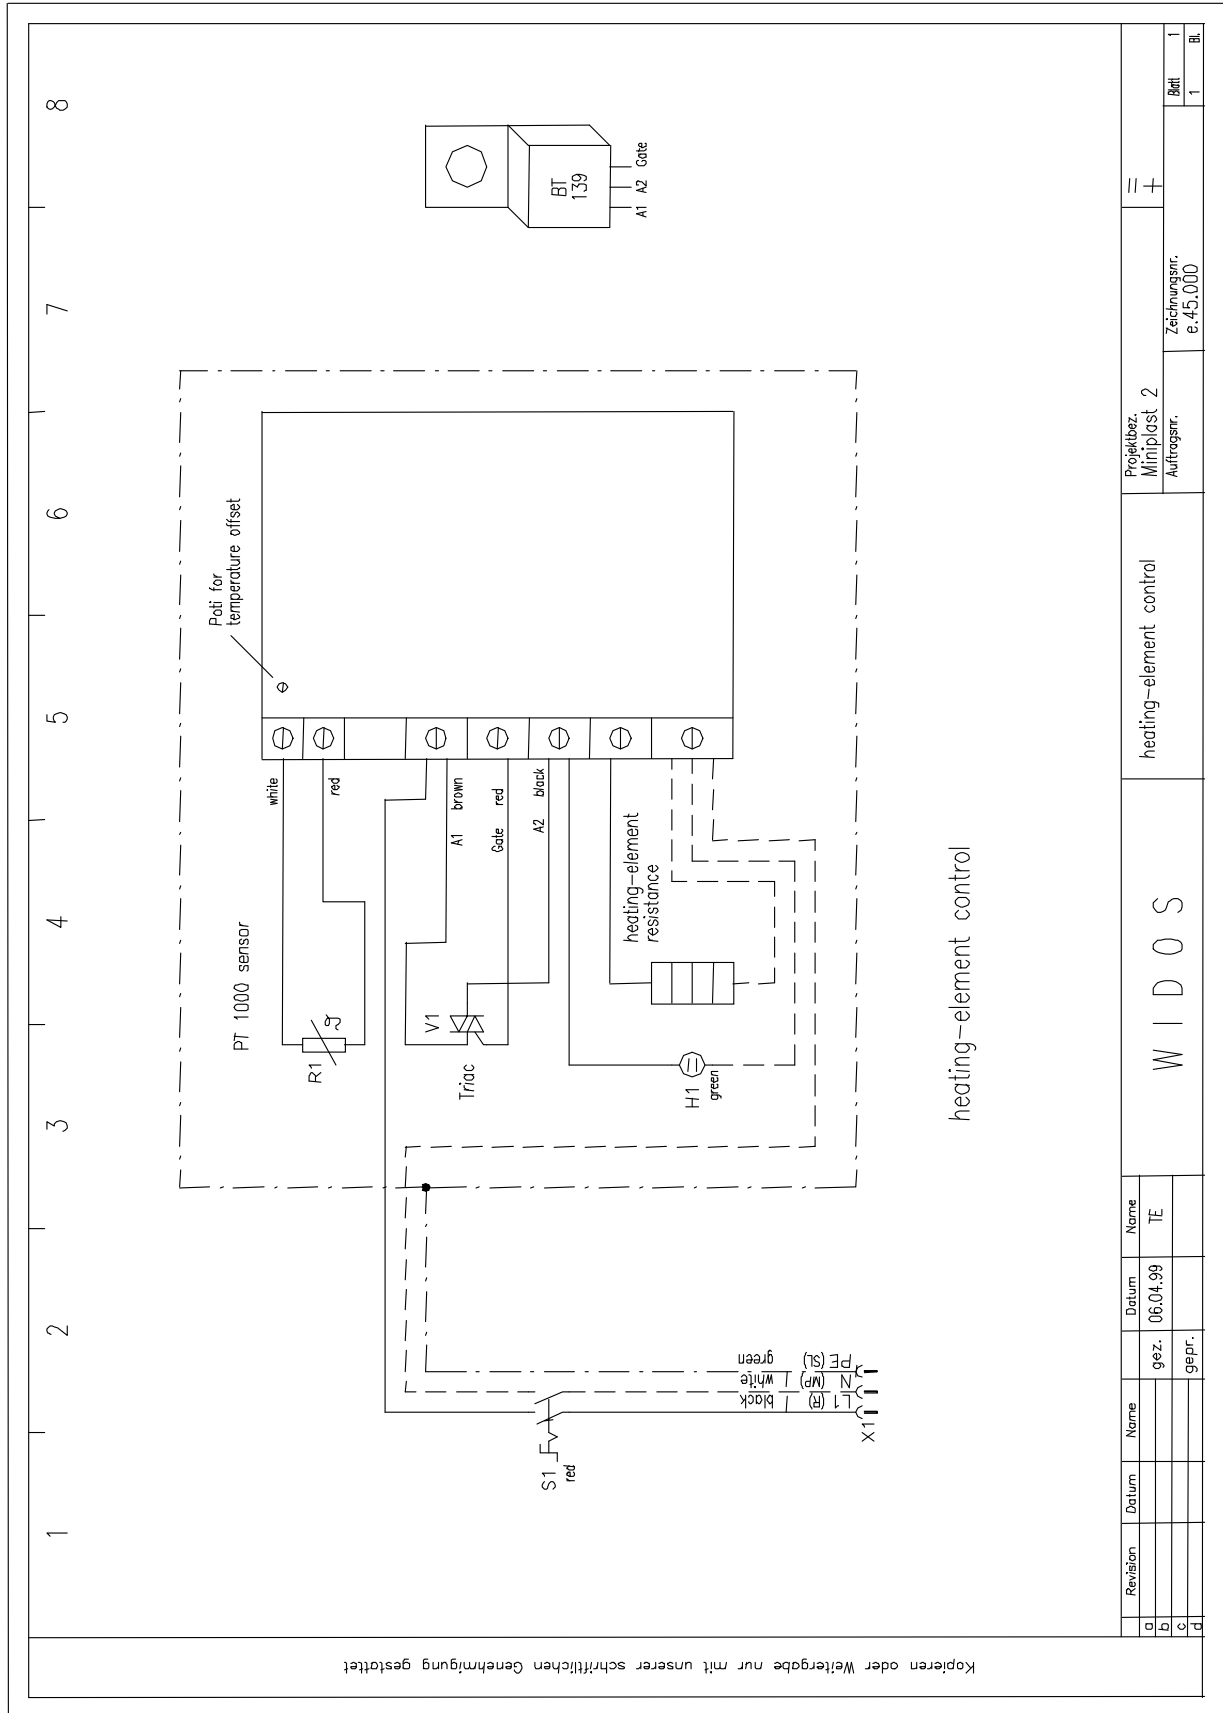 1
2
3
4
5
6
7
8
Poti for
temperature offset
PT 1000 sensor
R1
white
red
A1 brown
Gate red
A2 black
V1
Triac
heating-element
resistance
H1
green
BT
139
A1 A2 Gate
S1
red
black
white
green
L1 (R)
N (MP)
PE (SL)
X1
heating-element control
Kopieren oder Weitergabe nur mit unserer schriftlichen Genehmigung gestattet
Revision Datum Name
a
b
c
d
Datum Name
gez. 06.04.99 TE
gepr.
W I D O S
heating-element control
Projektbez.
Miniplast 2
Auftragsnr.
Zeichnungsnr.
e.45.000
=
+
Blatt 1
1 Bl.